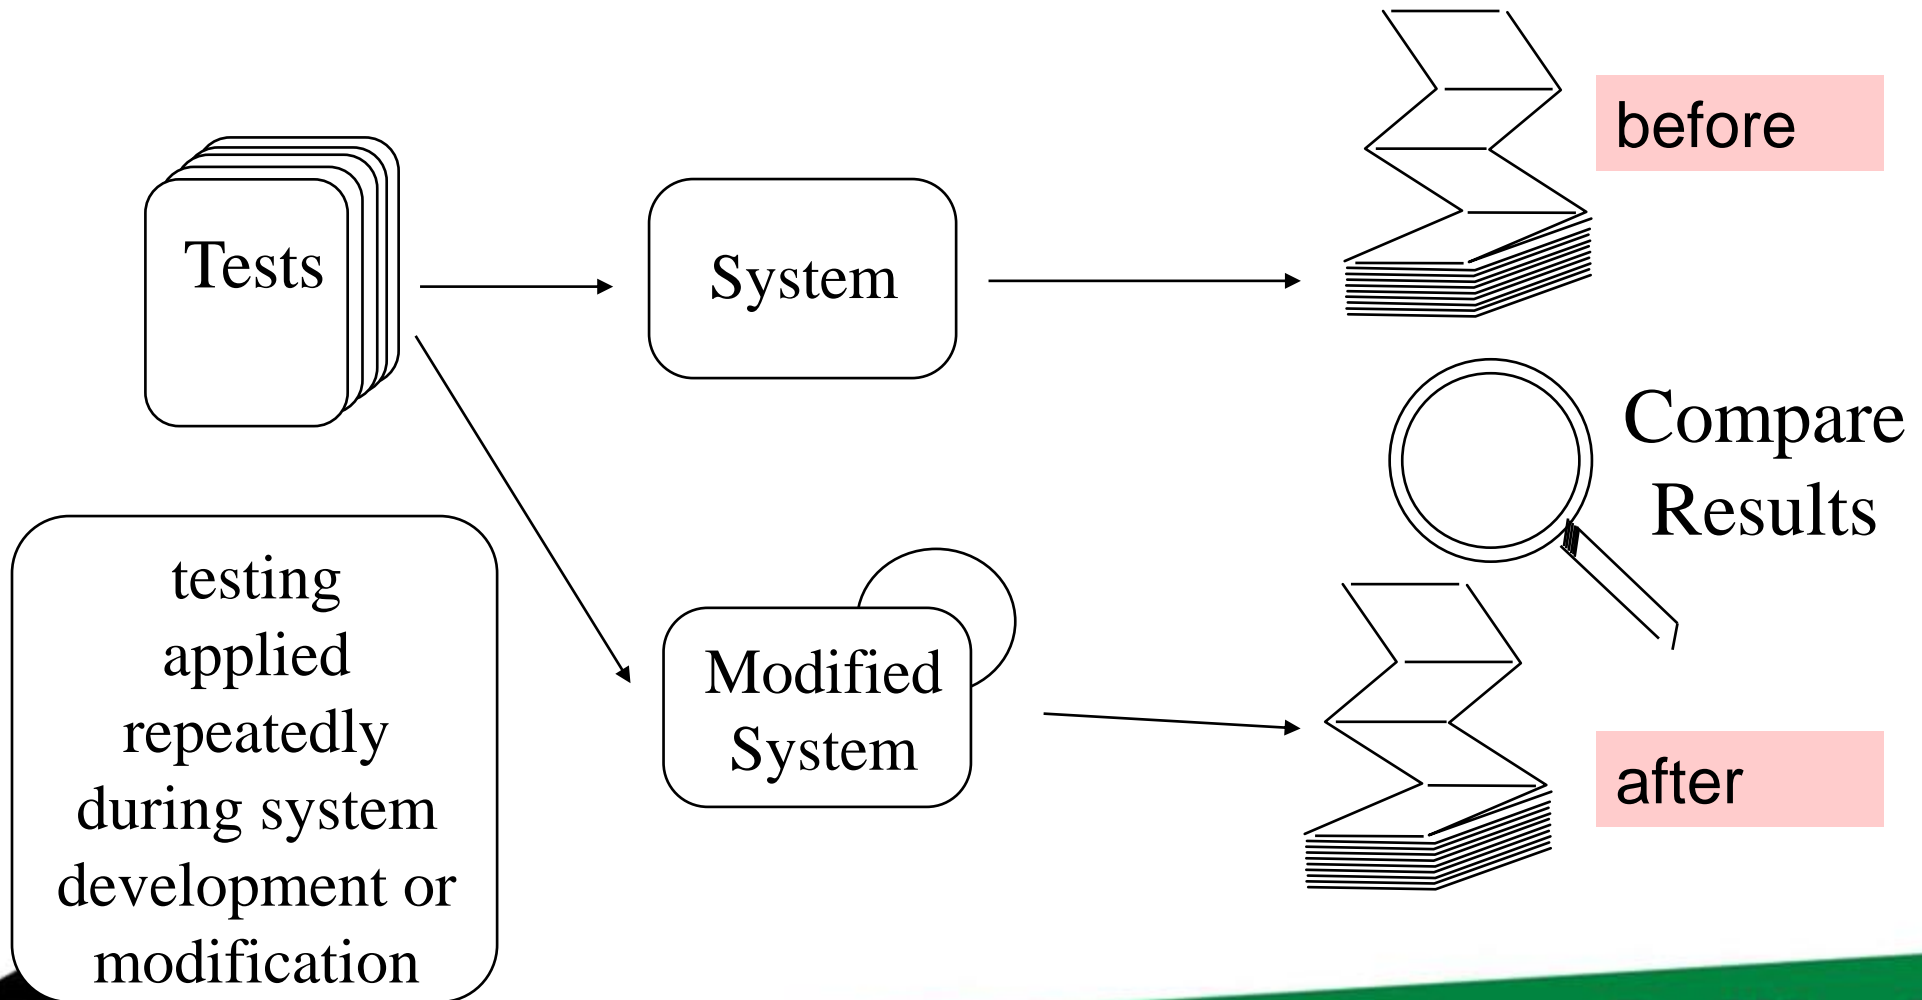 before
Tests
System
Compare
Results
testing
applied
repeatedly
during system
development or
modification
Modified
System
after